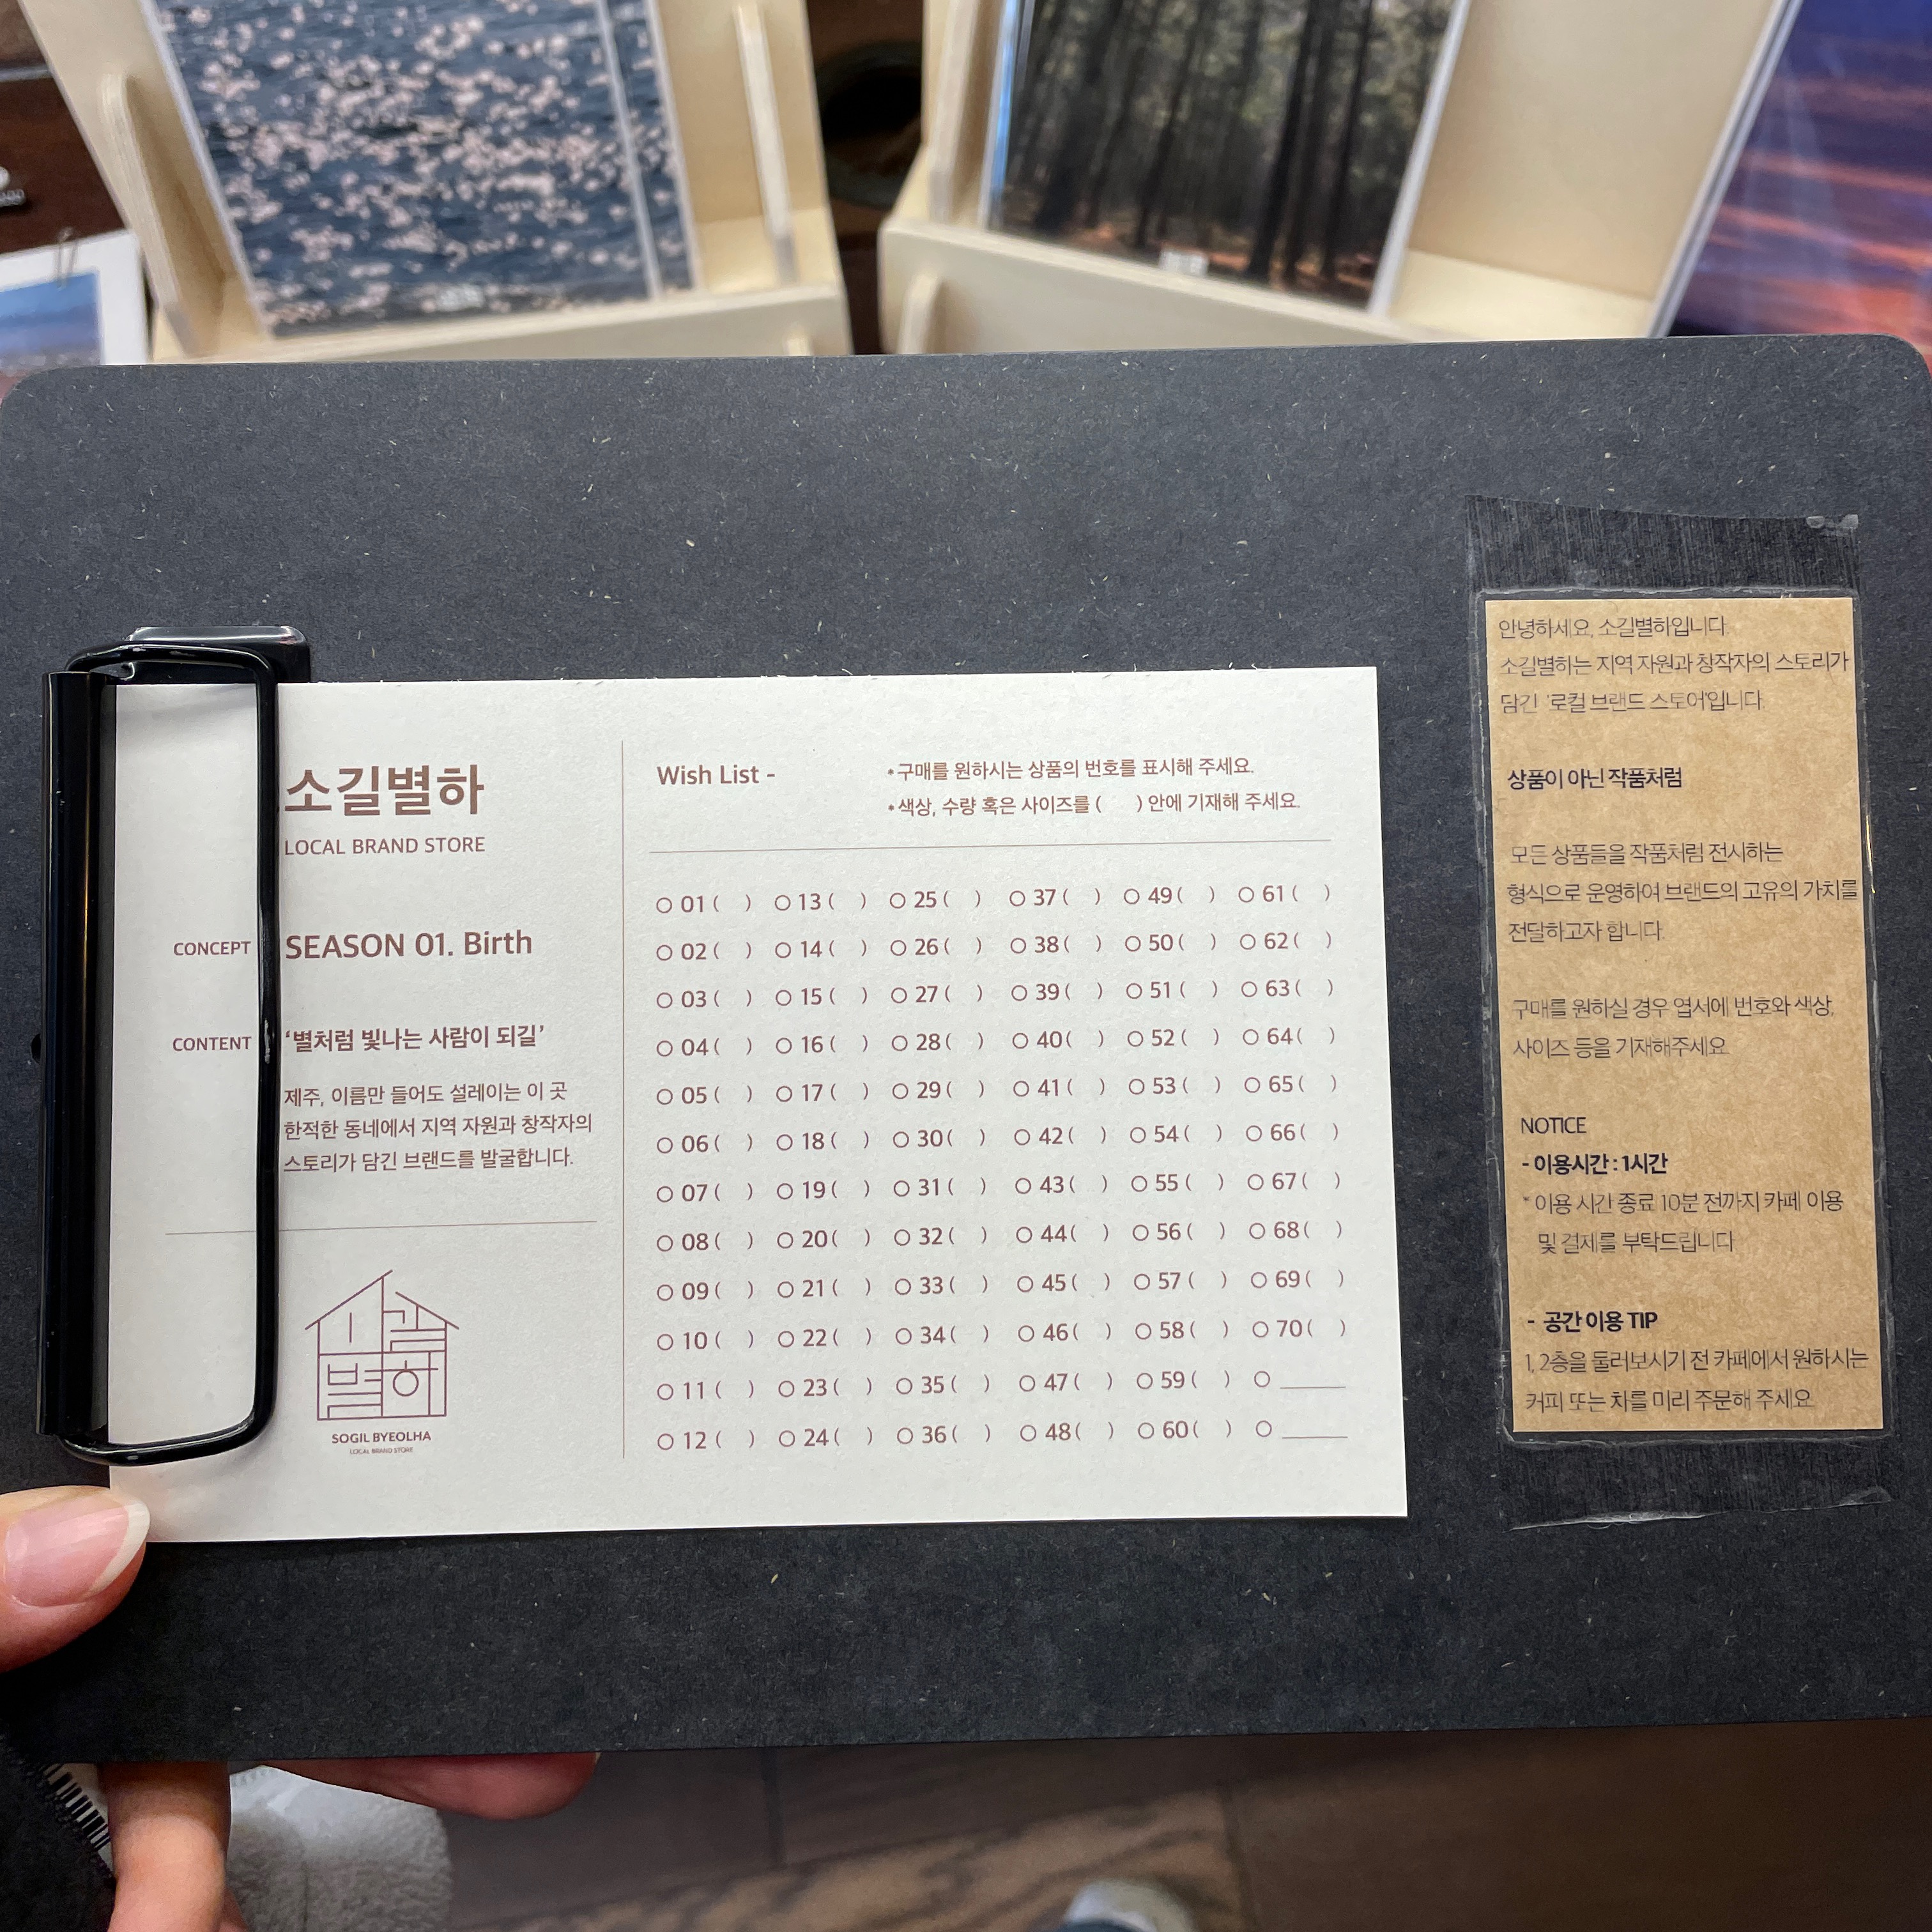 소길별하
LOCAL BRAND STORE
CONCEPT SEASON 01. Birth
CONTENT ‘별처럼 빛나는 사람이 되길’
제주, 이름만 들어도 설레이는 이 곳
한적한 동네에서 지역 자원과 창작자의
스토리가 담긴 브랜드를 발굴합니다.
소길
별하
SOGIL BYEOLHA
LOCAL BRAND STORE
Wish List -
*구매를 원하시는 상품의 번호를 표시해 주세요.
*색상, 수량 혹은 사이즈를 ( ) 안에 기재해 주세요.
○ 01 ( ) ○ 13 ( ) ○ 25 ( ) ○ 37 ( ) ○ 49 ( ) ○ 61 ( )
○ 02 ( ) ○ 14 ( ) ○ 26 ( ) ○ 38 ( ) ○ 50 ( ) ○ 62 ( )
○ 03 ( ) ○ 15 ( ) ○ 27 ( ) ○ 39 ( ) ○ 51 ( ) ○ 63 ( )
○ 04 ( ) ○ 16 ( ) ○ 28 ( ) ○ 40 ( ) ○ 52 ( ) ○ 64 ( )
○ 05 ( ) ○ 17 ( ) ○ 29 ( ) ○ 41 ( ) ○ 53 ( ) ○ 65 ( )
○ 06 ( ) ○ 18 ( ) ○ 30 ( ) ○ 42 ( ) ○ 54 ( ) ○ 66 ( )
○ 07 ( ) ○ 19 ( ) ○ 31 ( ) ○ 43 ( ) ○ 55 ( ) ○ 67 ( )
○ 08 ( ) ○ 20 ( ) ○ 32 ( ) ○ 44 ( ) ○ 56 ( ) ○ 68 ( )
○ 09 ( ) ○ 21 ( ) ○ 33 ( ) ○ 45 ( ) ○ 57 ( ) ○ 69 ( )
○ 10 ( ) ○ 22 ( ) ○ 34 ( ) ○ 46 ( ) ○ 58 ( ) ○ 70 ( )
○ 11 ( ) ○ 23 ( ) ○ 35 ( ) ○ 47 ( ) ○ 59 ( ) ○ ____
○ 12 ( ) ○ 24 ( ) ○ 36 ( ) ○ 48 ( ) ○ 60 ( ) ○ ____
안녕하세요, 소길별하입니다.
소길별하는 지역 자원과 창작자의 스토리가
담긴 '로컬 브랜드 스토어'입니다.
상품이 아닌 작품처럼
모든 상품들을 작품처럼 전시하는
형식으로 운영하여 브랜드의 고유의 가치를
전달하고자 합니다.
구매를 원하실 경우 엽서에 번호와 색상,
사이즈 등을 기재해주세요.
NOTICE
- 이용시간 : 1시간
* 이용 시간 종료 10분 전까지 카페 이용
및 결제를 부탁드립니다.
- 공간 이용 TIP
1, 2층을 둘러보시기 전 카페에서 원하시는
커피 또는 차를 미리 주문해 주세요.